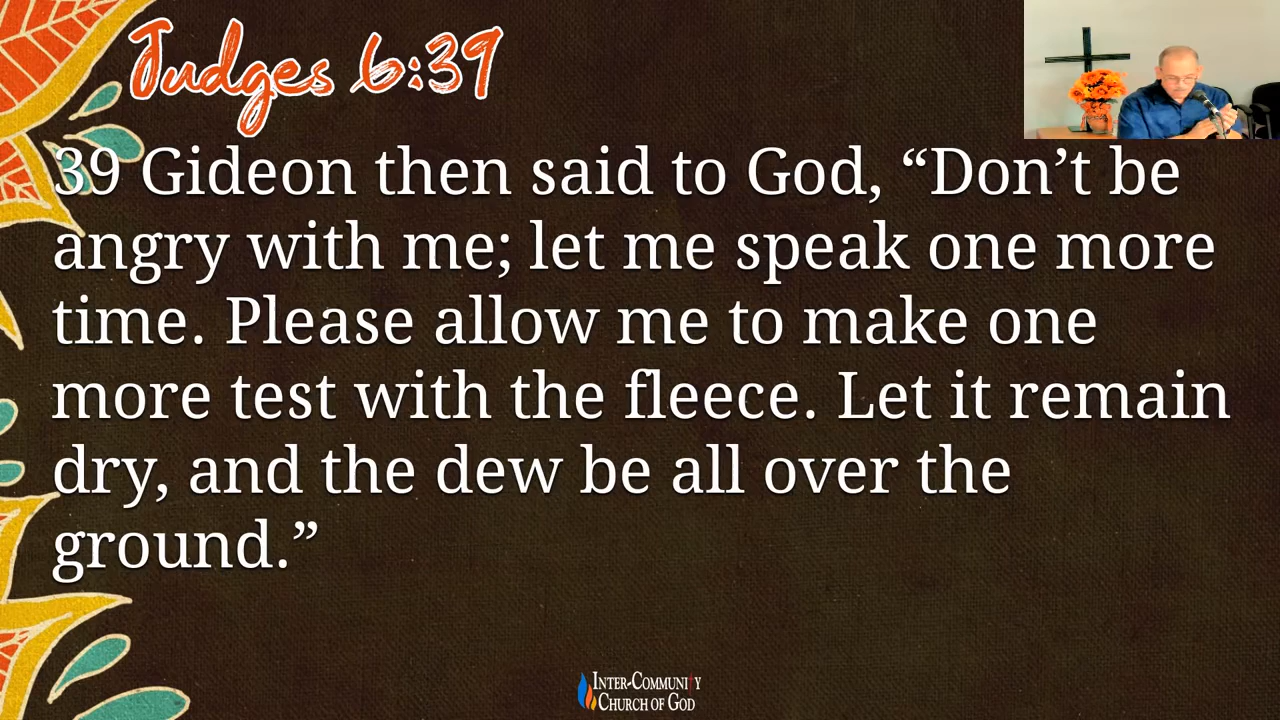 Judges 6:39
39 Gideon then said to God, “Don’t be
angry with me; let me speak one more
time. Please allow me to make one
more test with the fleece. Let it remain
dry, and the dew be all over the
ground.”
INTER-COMMUNITY
CHURCH OF GOD